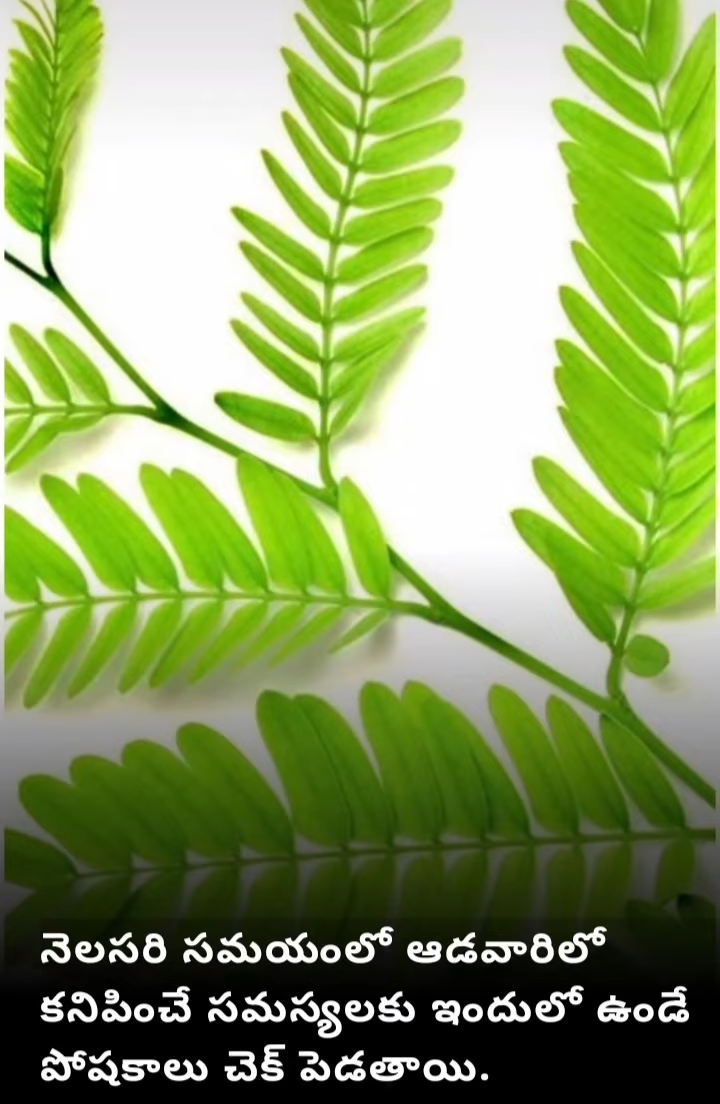 నెలసరి సమయంలో ఆడవారిలో
కనిపించే సమస్యలకు ఇందులో ఉండే
పోషకాలు చెక్ పెడతాయి.